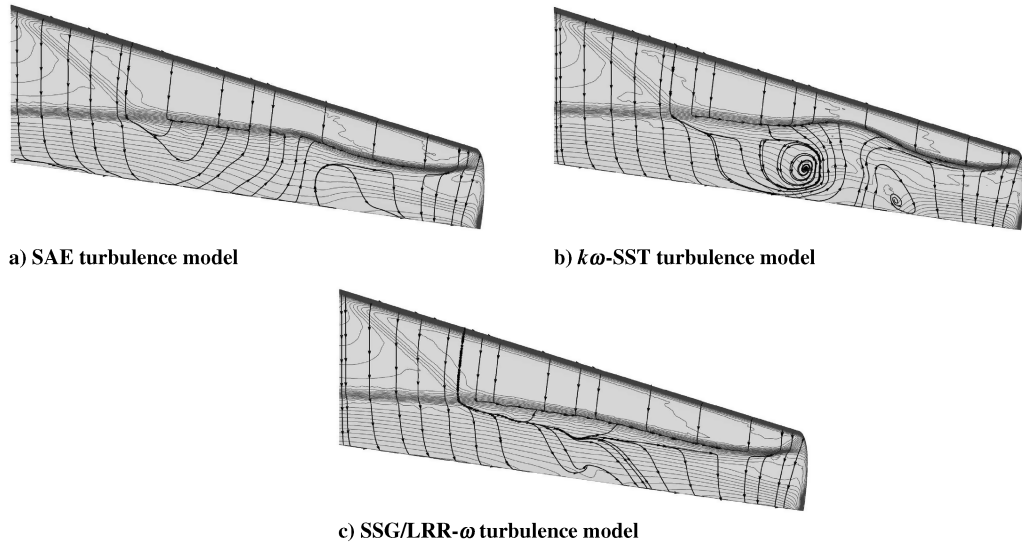 a) SAE turbulence model
b) kω-SST turbulence model
c) SSG/LRR-ω turbulence model